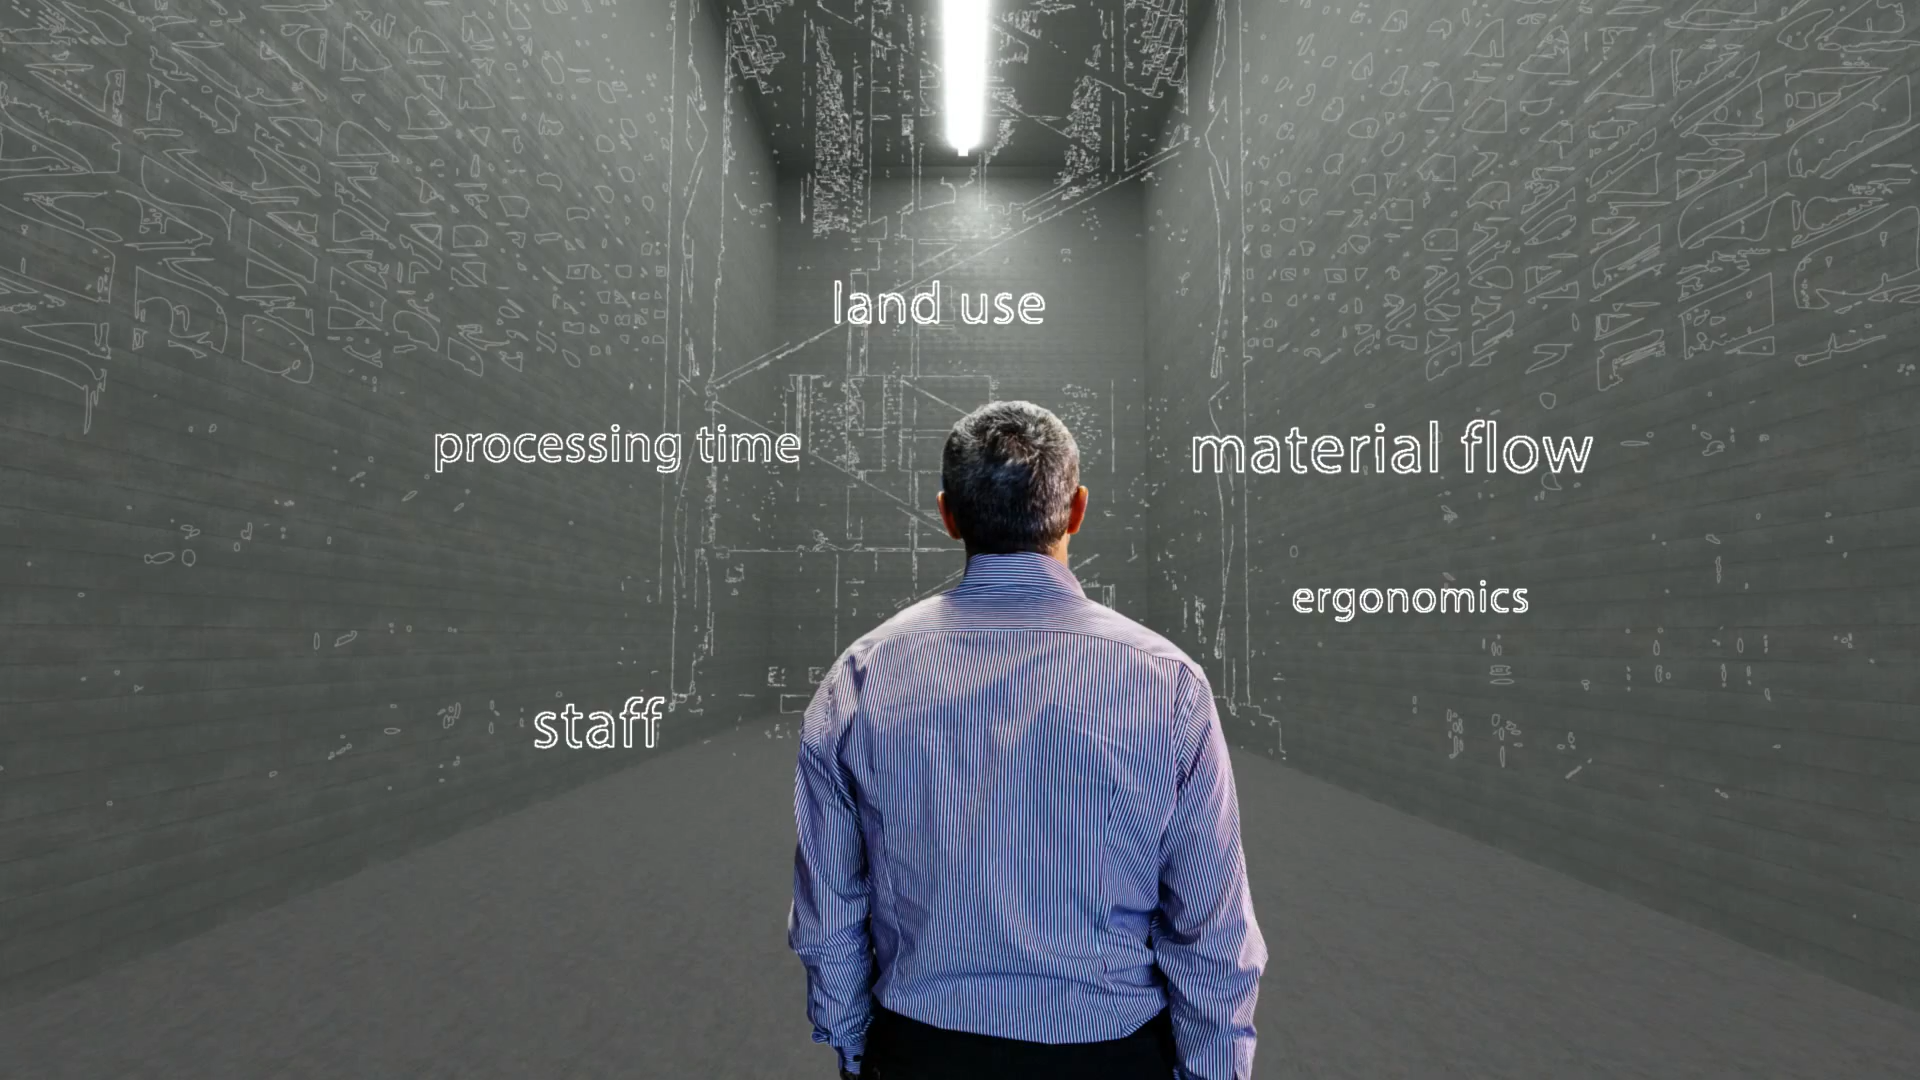 land use
processing time
material flow
ergonomics
staff